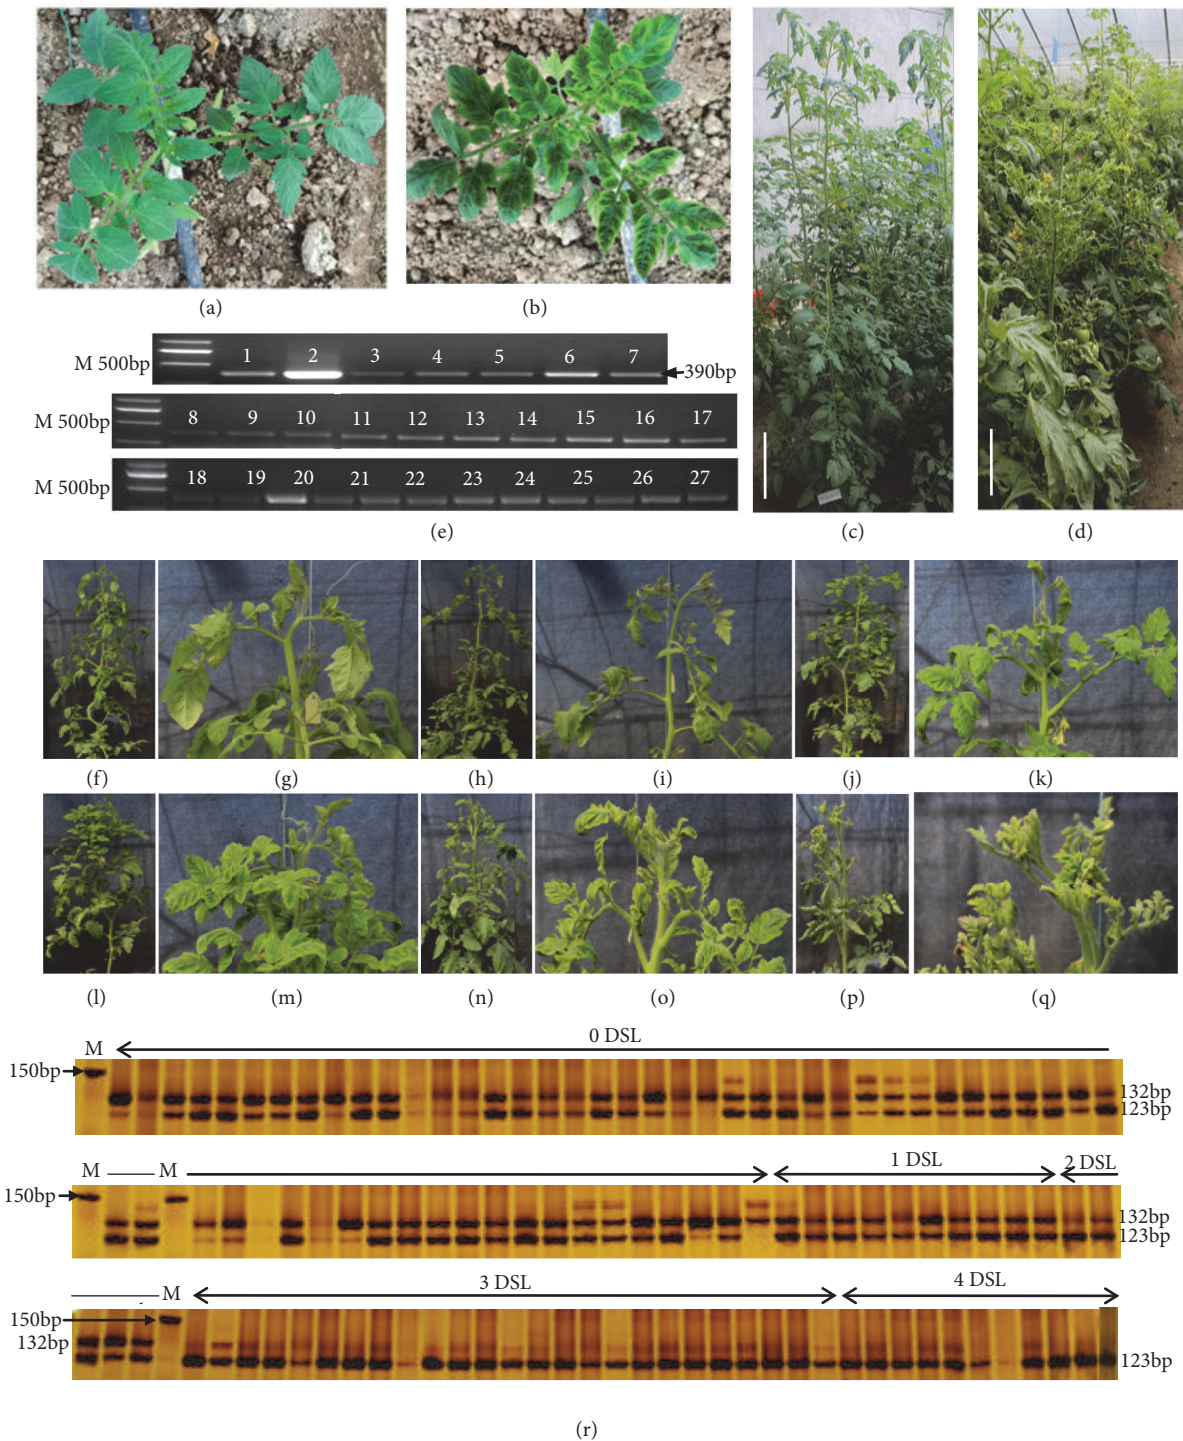 (a)
(b)
M 500bp
1 2 3 4 5 6 7
390bp
M 500bp
8 9 10 11 12 13 14 15 16 17
M 500bp
18 19 20 21 22 23 24 25 26 27
(e)
(c)
(d)
(f) (g) (h) (i) (j) (k)
(l) (m) (n) (o) (p) (q)
0 DSL
M
150bp
132bp
123bp
M M
1 DSL
2 DSL
150bp
132bp
123bp
M
3 DSL
4 DSL
150bp
132bp
123bp
(r)